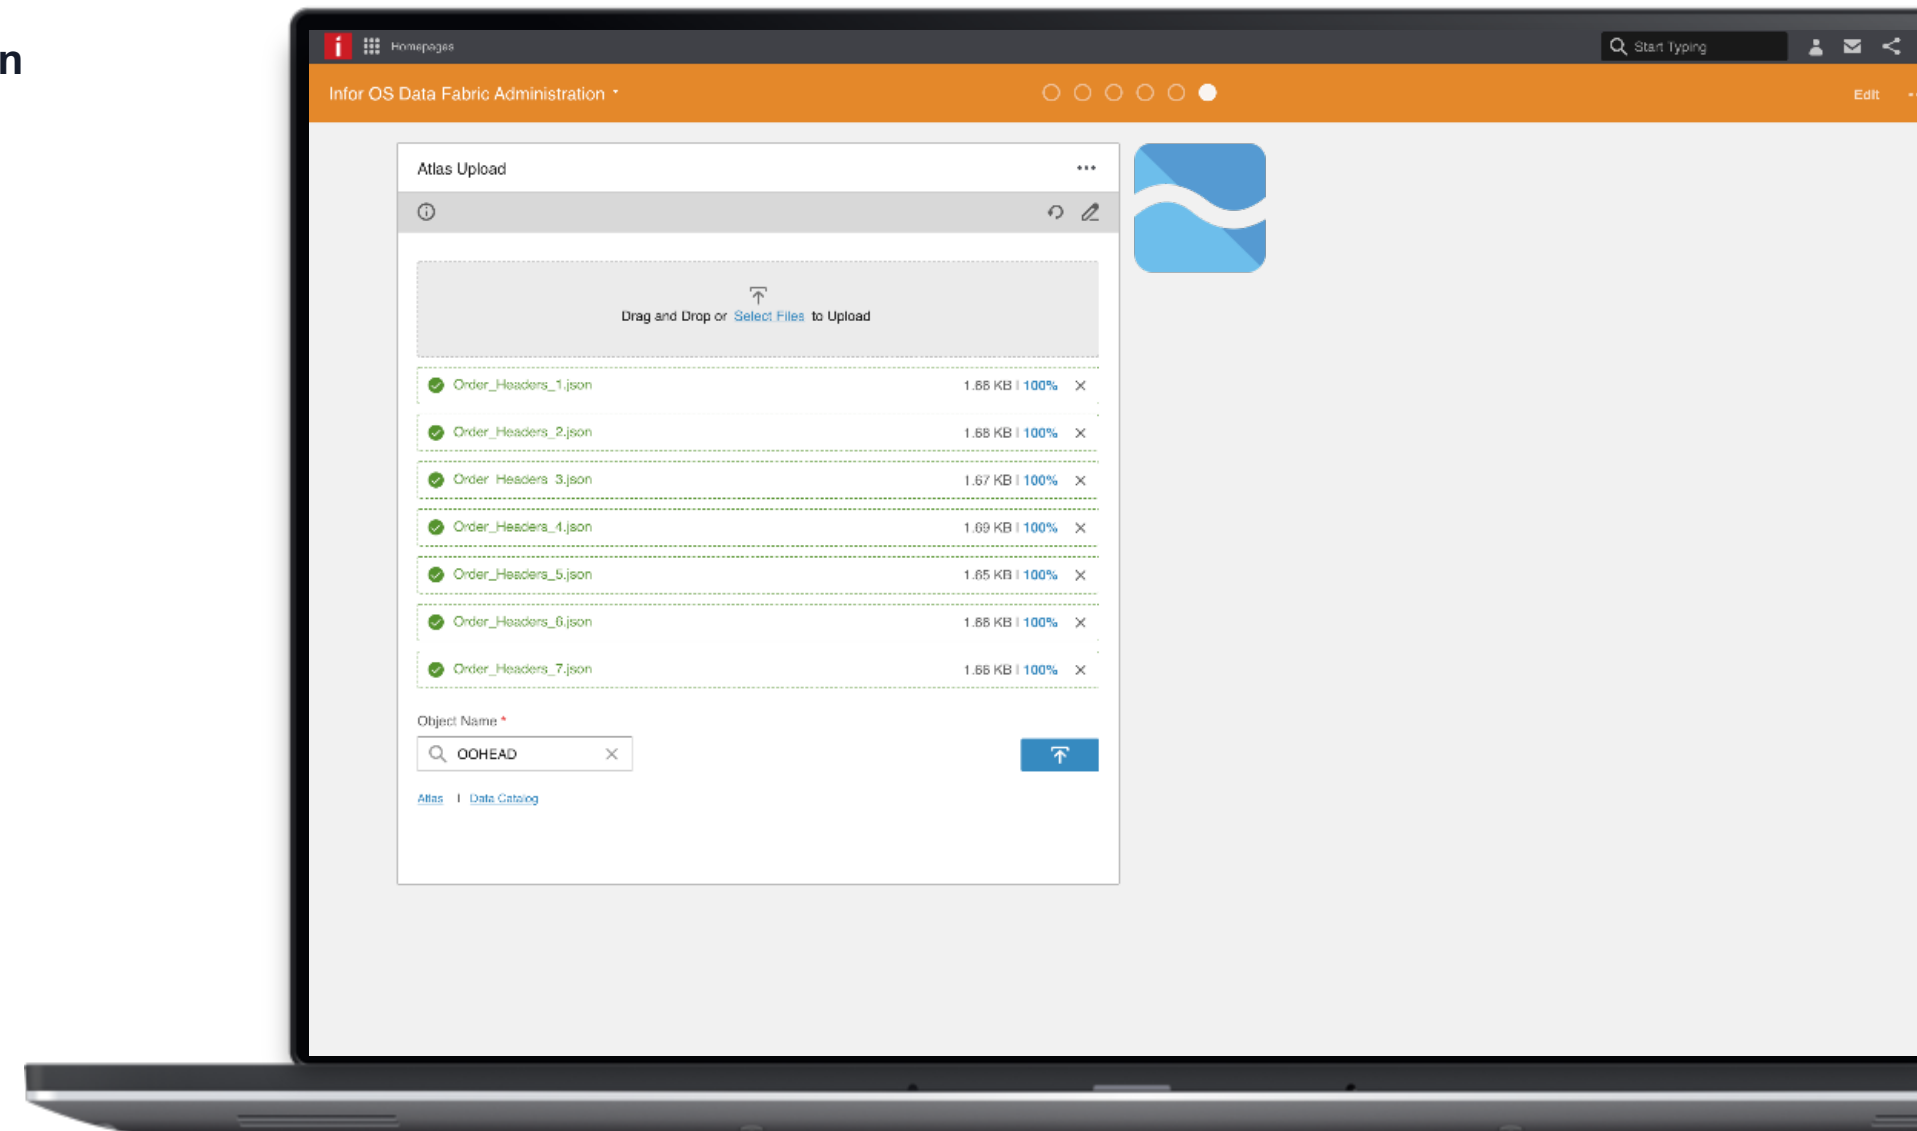 n
i Homepages Start Typing
Infor OS Data Fabric Administration Edit
Atlas Upload
Drag and Drop or Select Files to Upload
Order_Headers_1.json 1.68 KB | 100%
Order_Headers_2.json 1.68 KB | 100%
Order_Headers_3.json 1.67 KB | 100%
Order_Headers_4.json 1.69 KB | 100%
Order_Headers_5.json 1.65 KB | 100%
Order_Headers_6.json 1.68 KB | 100%
Order_Headers_7.json 1.66 KB | 100%
Object Name *
OOHEAD
Atlas | Data Catalog